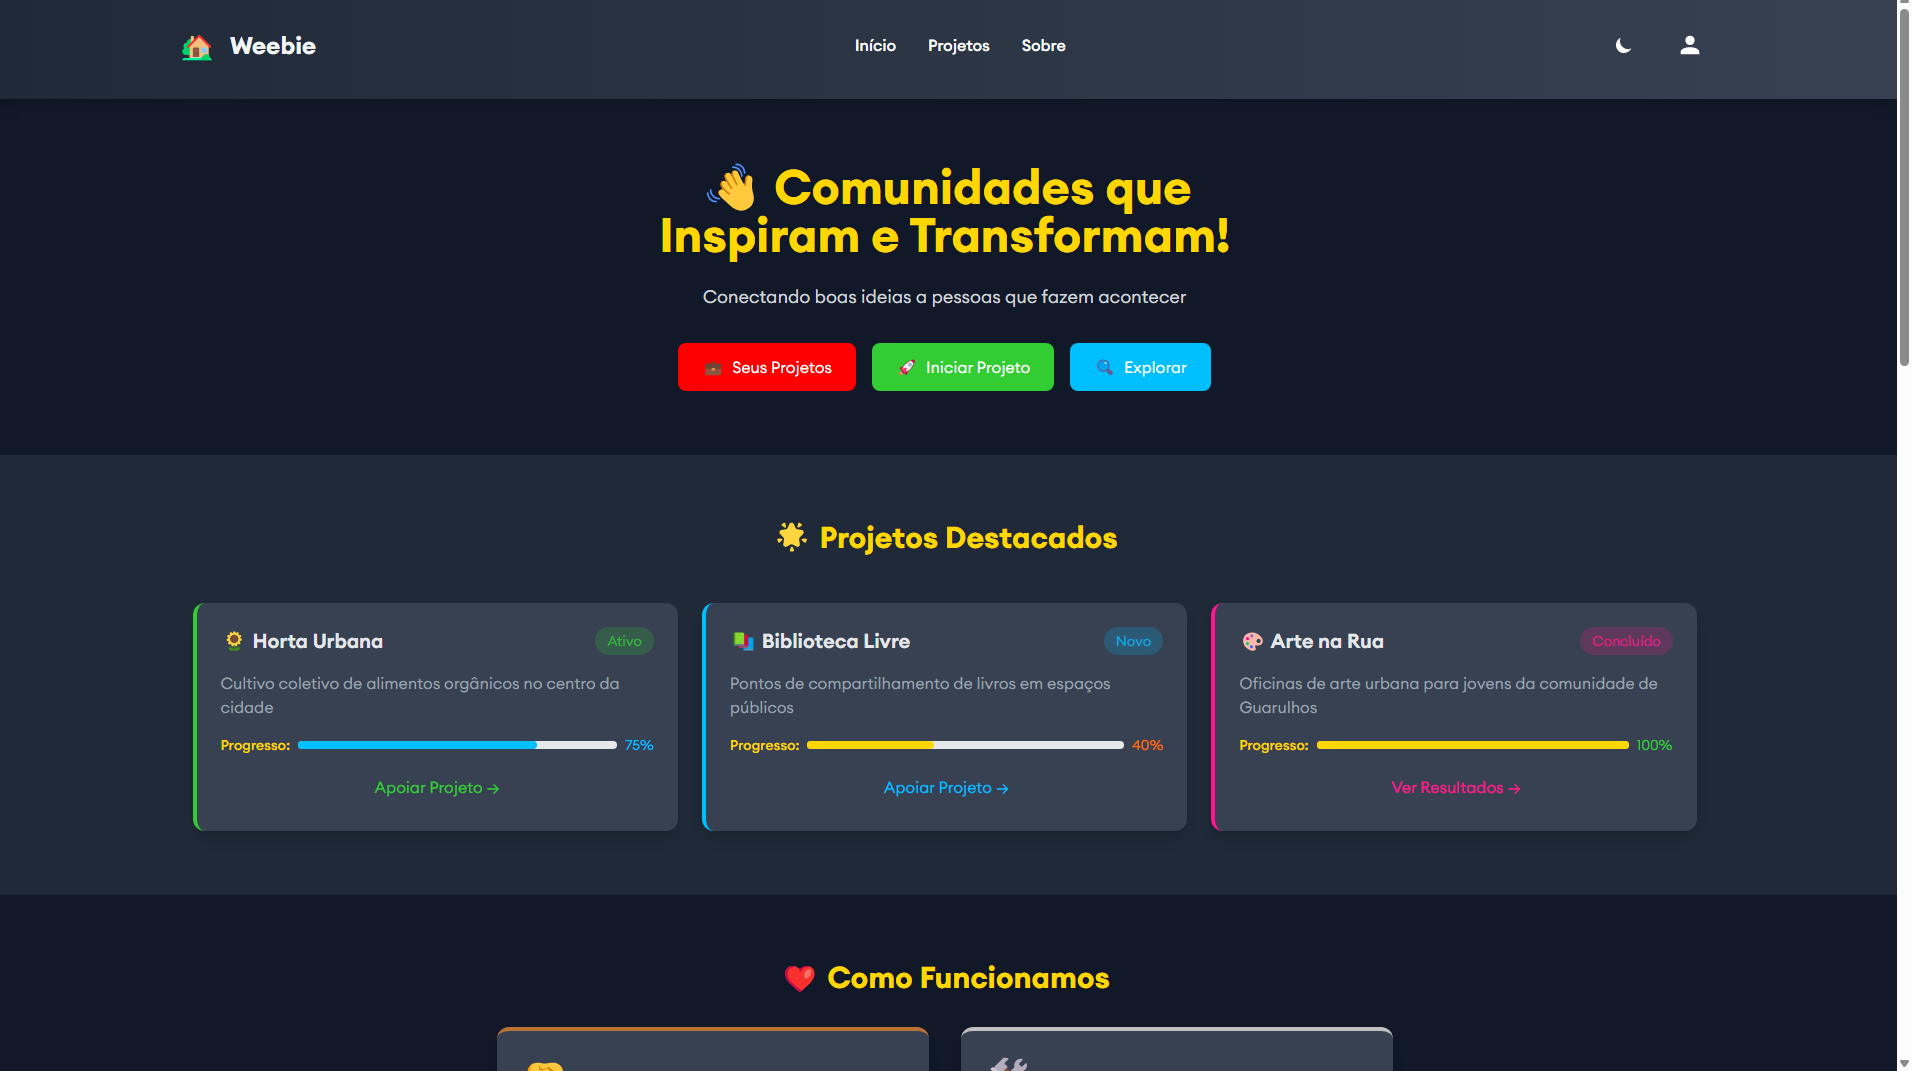 Weebie
Início Projetos Sobre
👋 Comunidades que
Inspiram e Transformam!
Conectando boas ideias a pessoas que fazem acontecer
💼 Seus Projetos
🚀 Iniciar Projeto
🔍 Explorar
🌟 Projetos Destacados
🌻 Horta Urbana
Ativo
Cultivo coletivo de alimentos orgânicos no centro da
cidade
Progresso: 75%
Apoiar Projeto →
📚 Biblioteca Livre
Novo
Pontos de compartilhamento de livros em espaços
públicos
Progresso: 40%
Apoiar Projeto →
🎨 Arte na Rua
Concluído
Oficinas de arte urbana para jovens da comunidade de
Guarulhos
Progresso: 100%
Ver Resultados →
❤️ Como Funcionamos